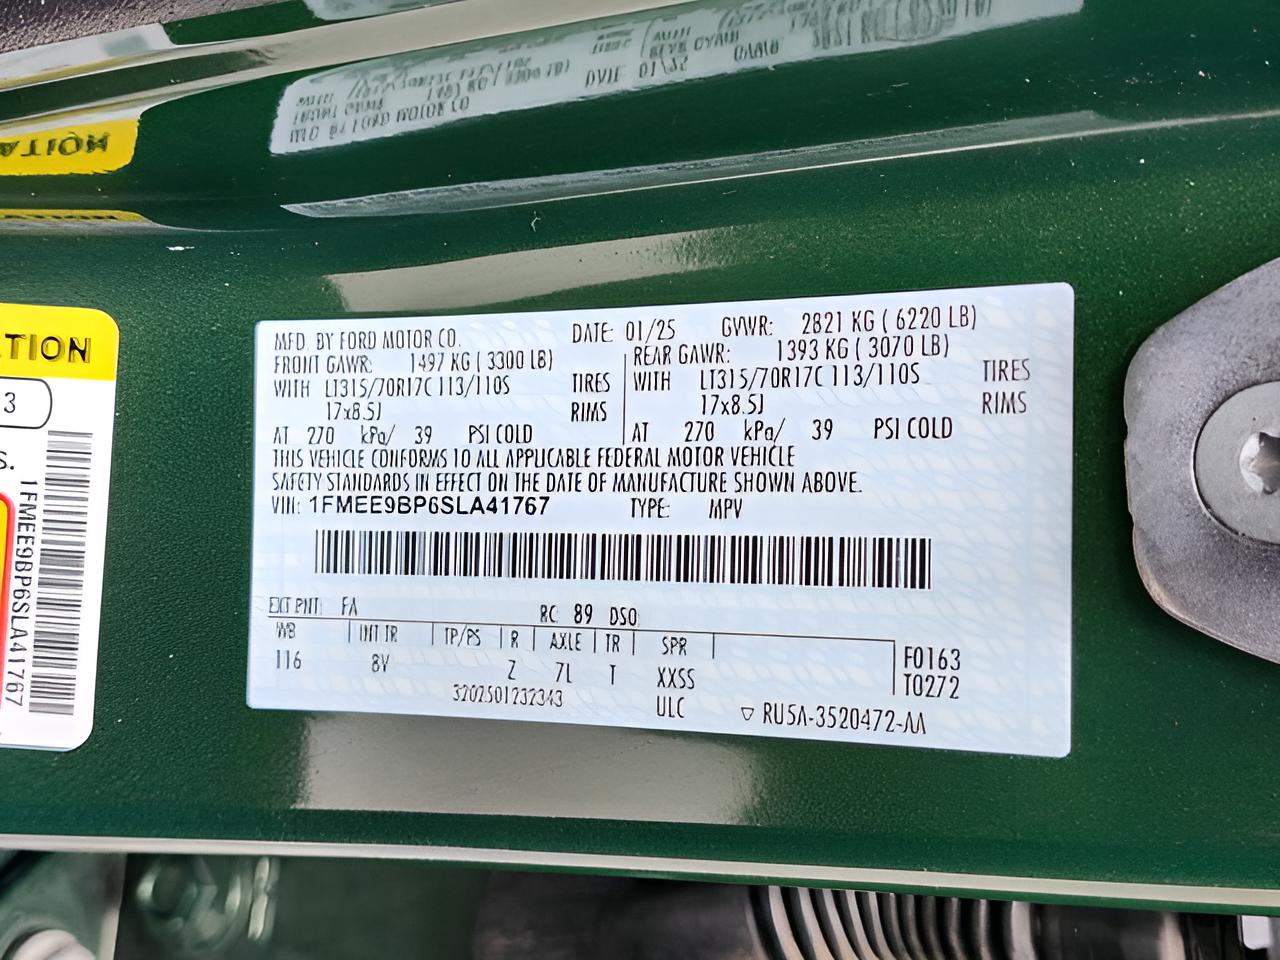 MFD. BY FORD MOTOR CO. DATE: 01/25 GVWR: 2821 KG ( 6220 LB)
FRONT GAWR: 1497 KG ( 3300 LB) REAR GAWR: 1393 KG ( 3070 LB)
WITH LT315/70R17C 113/110S TIRES WITH LT315/70R17C 113/110S TIRES
17x8.5J RIMS 17x8.5J RIMS
AT 270 kPa/ 39 PSI COLD AT 270 kPa/ 39 PSI COLD
THIS VEHICLE CONFORMS TO ALL APPLICABLE FEDERAL MOTOR VEHICLE
SAFETY STANDARDS IN EFFECT ON THE DATE OF MANUFACTURE SHOWN ABOVE.
VIN: 1FMEE9BP6SLA41767 TYPE: MPV
EXT PNT: FA RC: 89 DSO:
WB INT TR TP/PS R AXLE TR SPR
116 8V Z 7L T XXSS
F0163
T0272
3202501232343 ULC ▽ RU5A-3520472-AA
TION
3
S.
1FMEE9BP6SLA41767